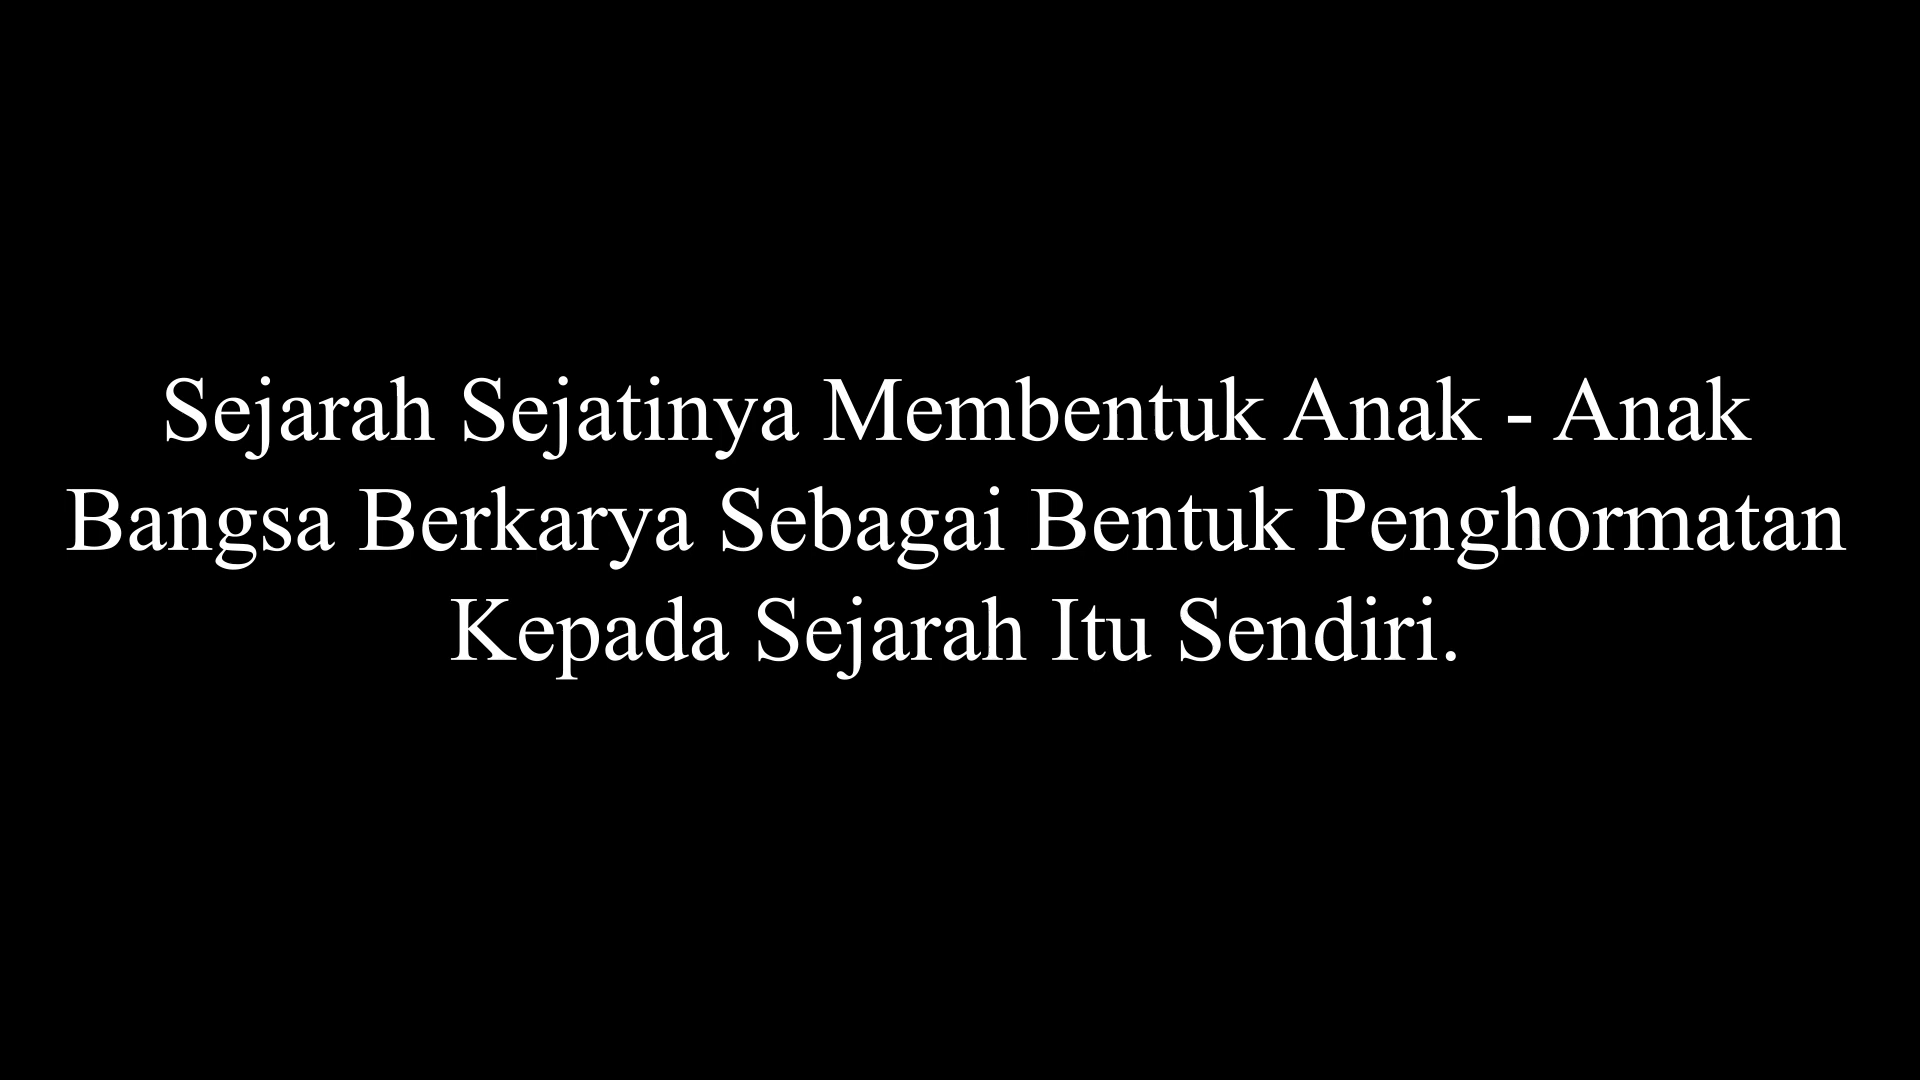 Sejarah Sejatinya Membentuk Anak - Anak
Bangsa Berkarya Sebagai Bentuk Penghormatan
Kepada Sejarah Itu Sendiri.